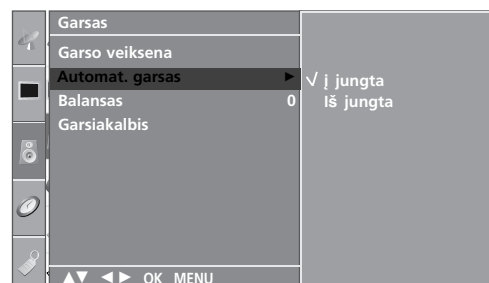 Garsas
Garso veiksena
Automat. garsas ►
Balansas 0
Garsiakalbis
√ į jungta
Iš jungta
▲▼ ◄► OK MENU